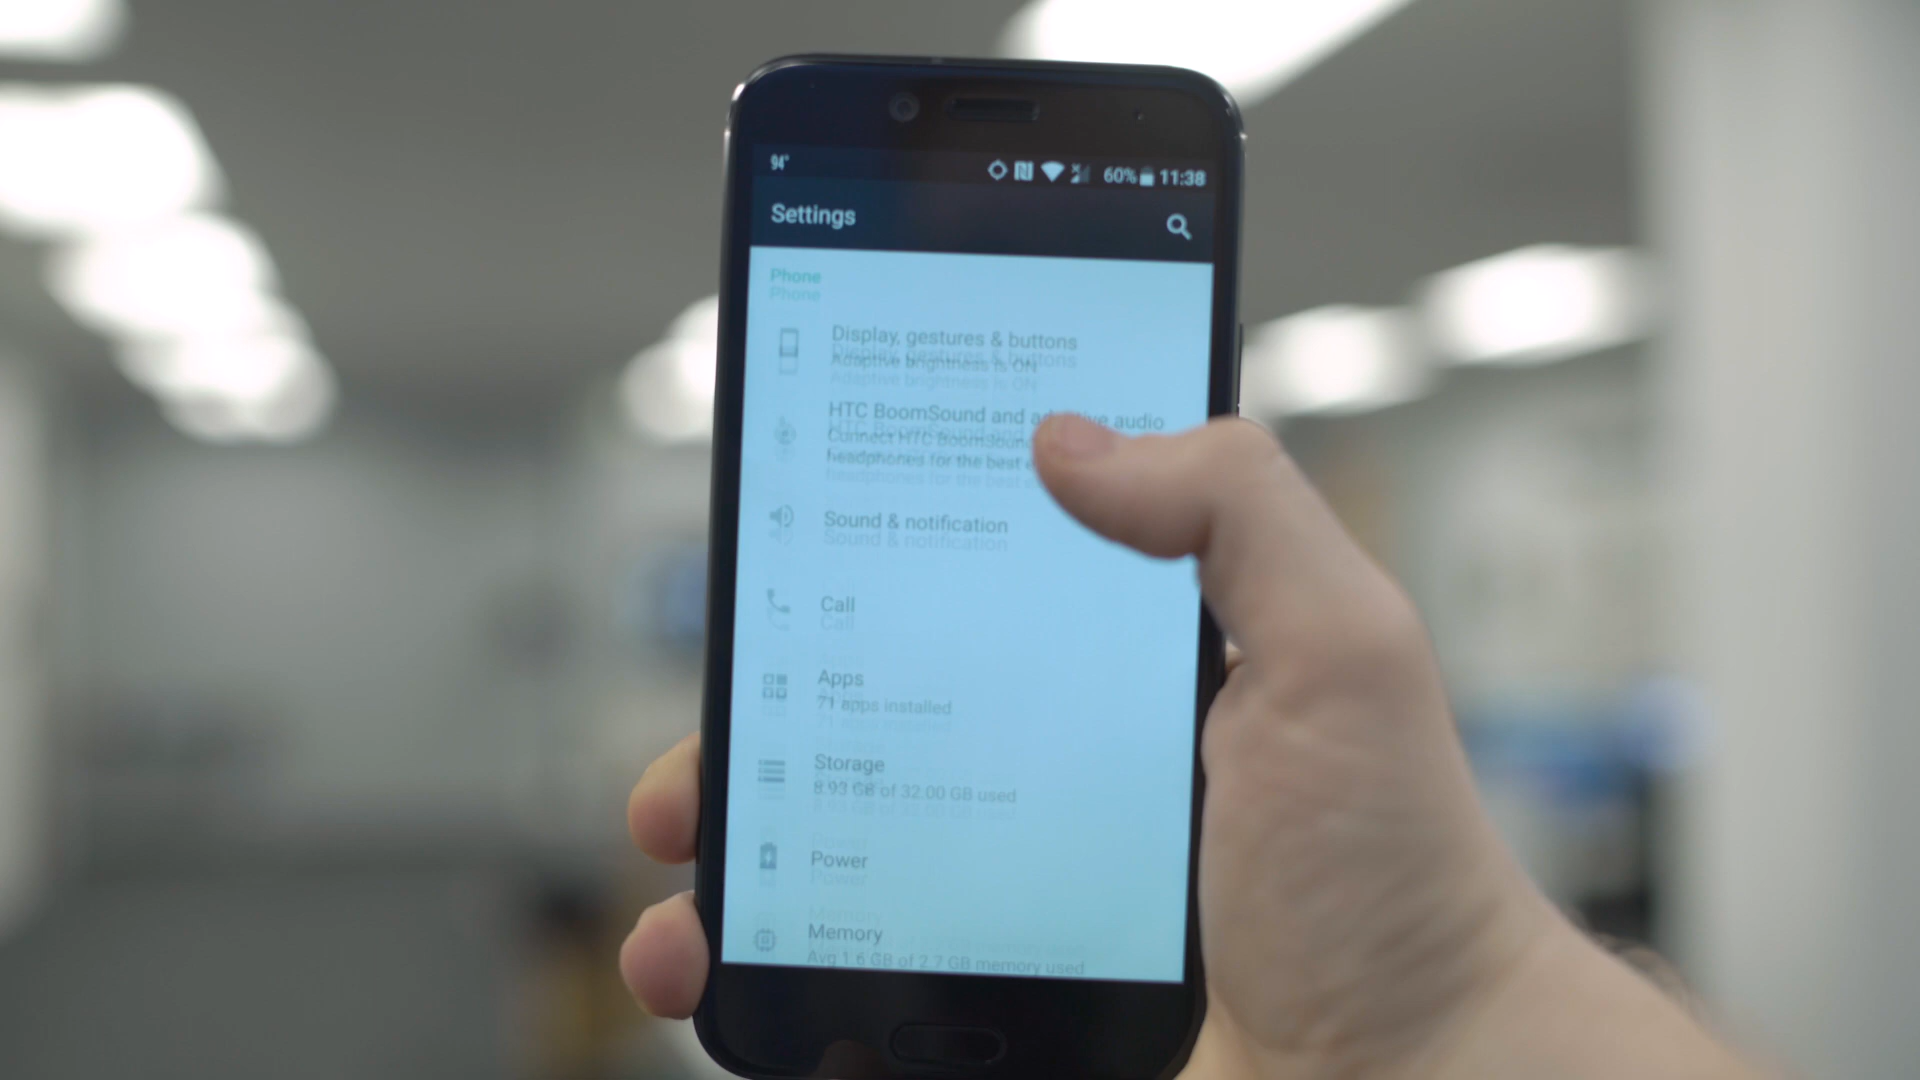 94°
60% 11:38
Settings
Phone
Display, gestures & buttons
Adaptive brightness is ON
HTC BoomSound and adaptive audio
Connect HTC BoomSound
headphones for the best
Sound & notification
Call
Apps
71 apps installed
Storage
8.93 GB of 32.00 GB used
Power
Memory
Avg 1.6 GB of 2.7 GB memory used